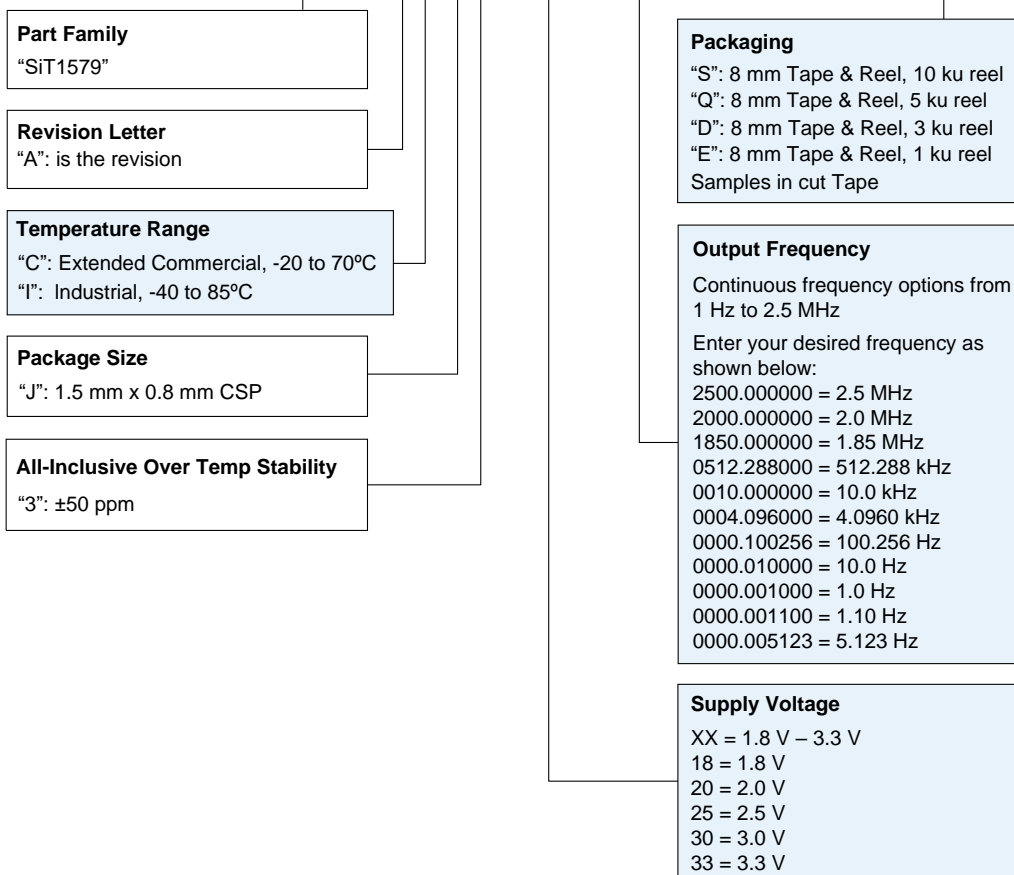 Part Family
“SiT1579”
Revision Letter
“A”: is the revision
Temperature Range
“C”: Extended Commercial, -20 to 70ºC
“I”: Industrial, -40 to 85ºC
Package Size
“J”: 1.5 mm x 0.8 mm CSP
All-Inclusive Over Temp Stability
“3”: ±50 ppm
Packaging
“S”: 8 mm Tape & Reel, 10 ku reel
“Q”: 8 mm Tape & Reel, 5 ku reel
“D”: 8 mm Tape & Reel, 3 ku reel
“E”: 8 mm Tape & Reel, 1 ku reel
Samples in cut Tape
Output Frequency
Continuous frequency options from
1 Hz to 2.5 MHz
Enter your desired frequency as
shown below:
2500.000000 = 2.5 MHz
2000.000000 = 2.0 MHz
1850.000000 = 1.85 MHz
0512.288000 = 512.288 kHz
0010.000000 = 10.0 kHz
0004.096000 = 4.0960 kHz
0000.100256 = 100.256 Hz
0000.010000 = 10.0 Hz
0000.001000 = 1.0 Hz
0000.001100 = 1.10 Hz
0000.005123 = 5.123 Hz
Supply Voltage
XX = 1.8 V – 3.3 V
18 = 1.8 V
20 = 2.0 V
25 = 2.5 V
30 = 3.0 V
33 = 3.3 V